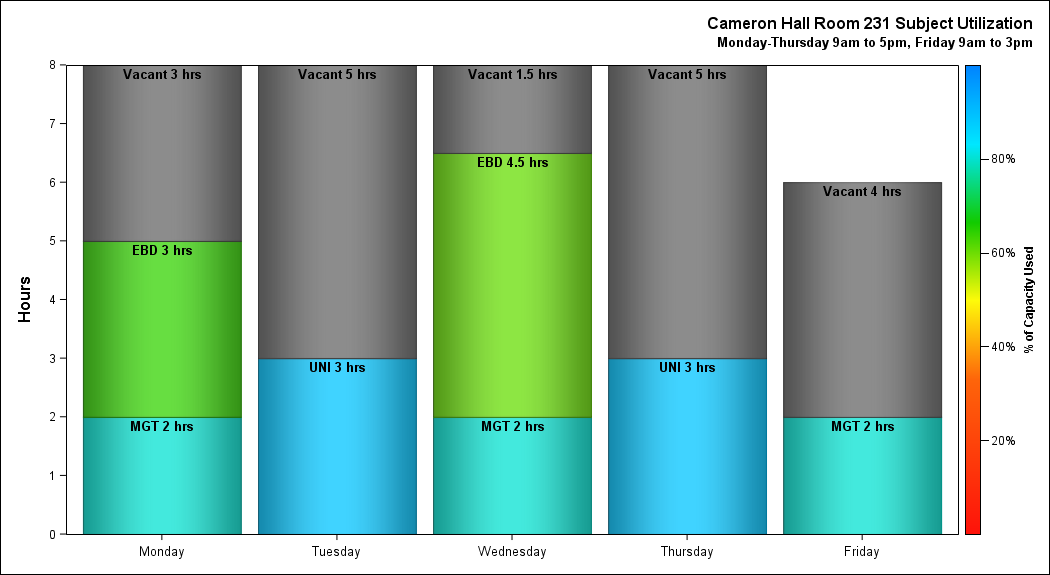 Cameron Hall Room 231 Subject Utilization
Monday-Thursday 9am to 5pm, Friday 9am to 3pm
Hours
8
7
6
5
4
3
2
1
0
Vacant 3 hrs
EBD 3 hrs
MGT 2 hrs
Vacant 5 hrs
UNI 3 hrs
Vacant 1.5 hrs
EBD 4.5 hrs
MGT 2 hrs
Vacant 5 hrs
UNI 3 hrs
Vacant 4 hrs
MGT 2 hrs
Monday
Tuesday
Wednesday
Thursday
Friday
80%
60%
40%
20%
% of Capacity Used